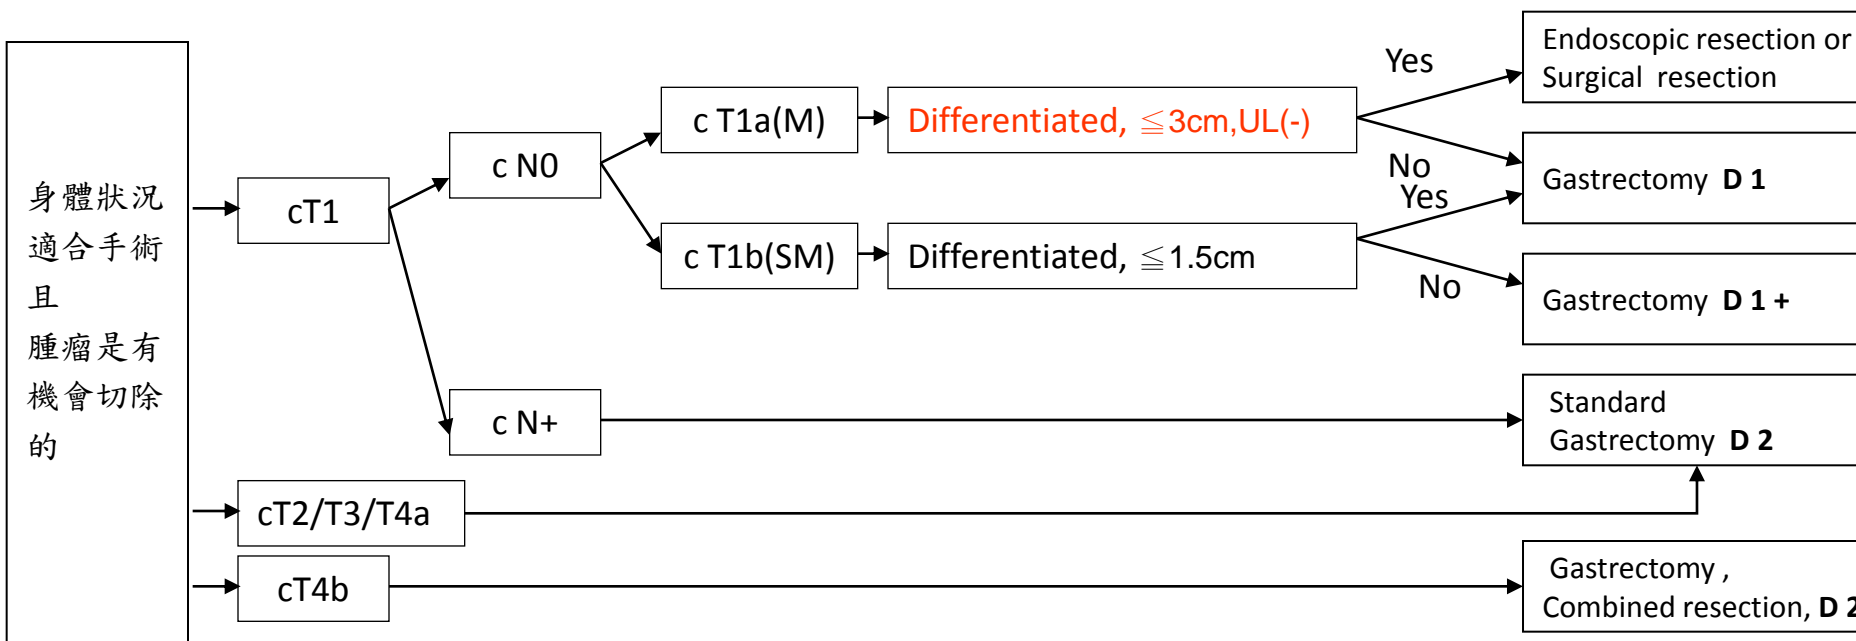 身體狀況
適合手術
且
腫瘤是有
機會切除
的
cT1
c N0
c T1a(M)
Differentiated, ≦3cm,UL(-)
Yes
Endoscopic resection or
Surgical resection
No
Gastrectomy D 1
c T1b(SM)
Differentiated, ≦1.5cm
Yes
No
Gastrectomy D 1 +
c N+
Standard
Gastrectomy D 2
cT2/T3/T4a
cT4b
Gastrectomy ,
Combined resection, D 2